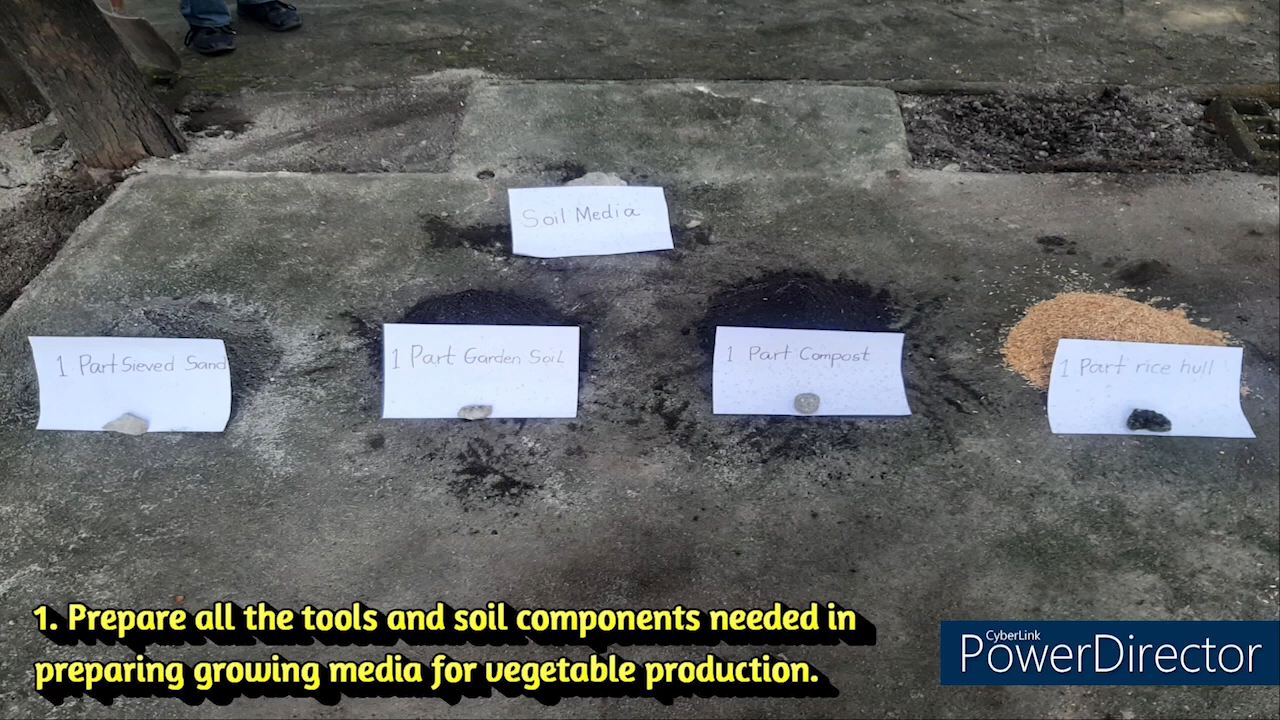 Soil Media
1 Part Sieved Sand
1 Part Garden Soil
1 Part Compost
1 Part rice hull
1. Prepare all the tools and soil components needed in
preparing growing media for vegetable production.
CyberLink
PowerDirector